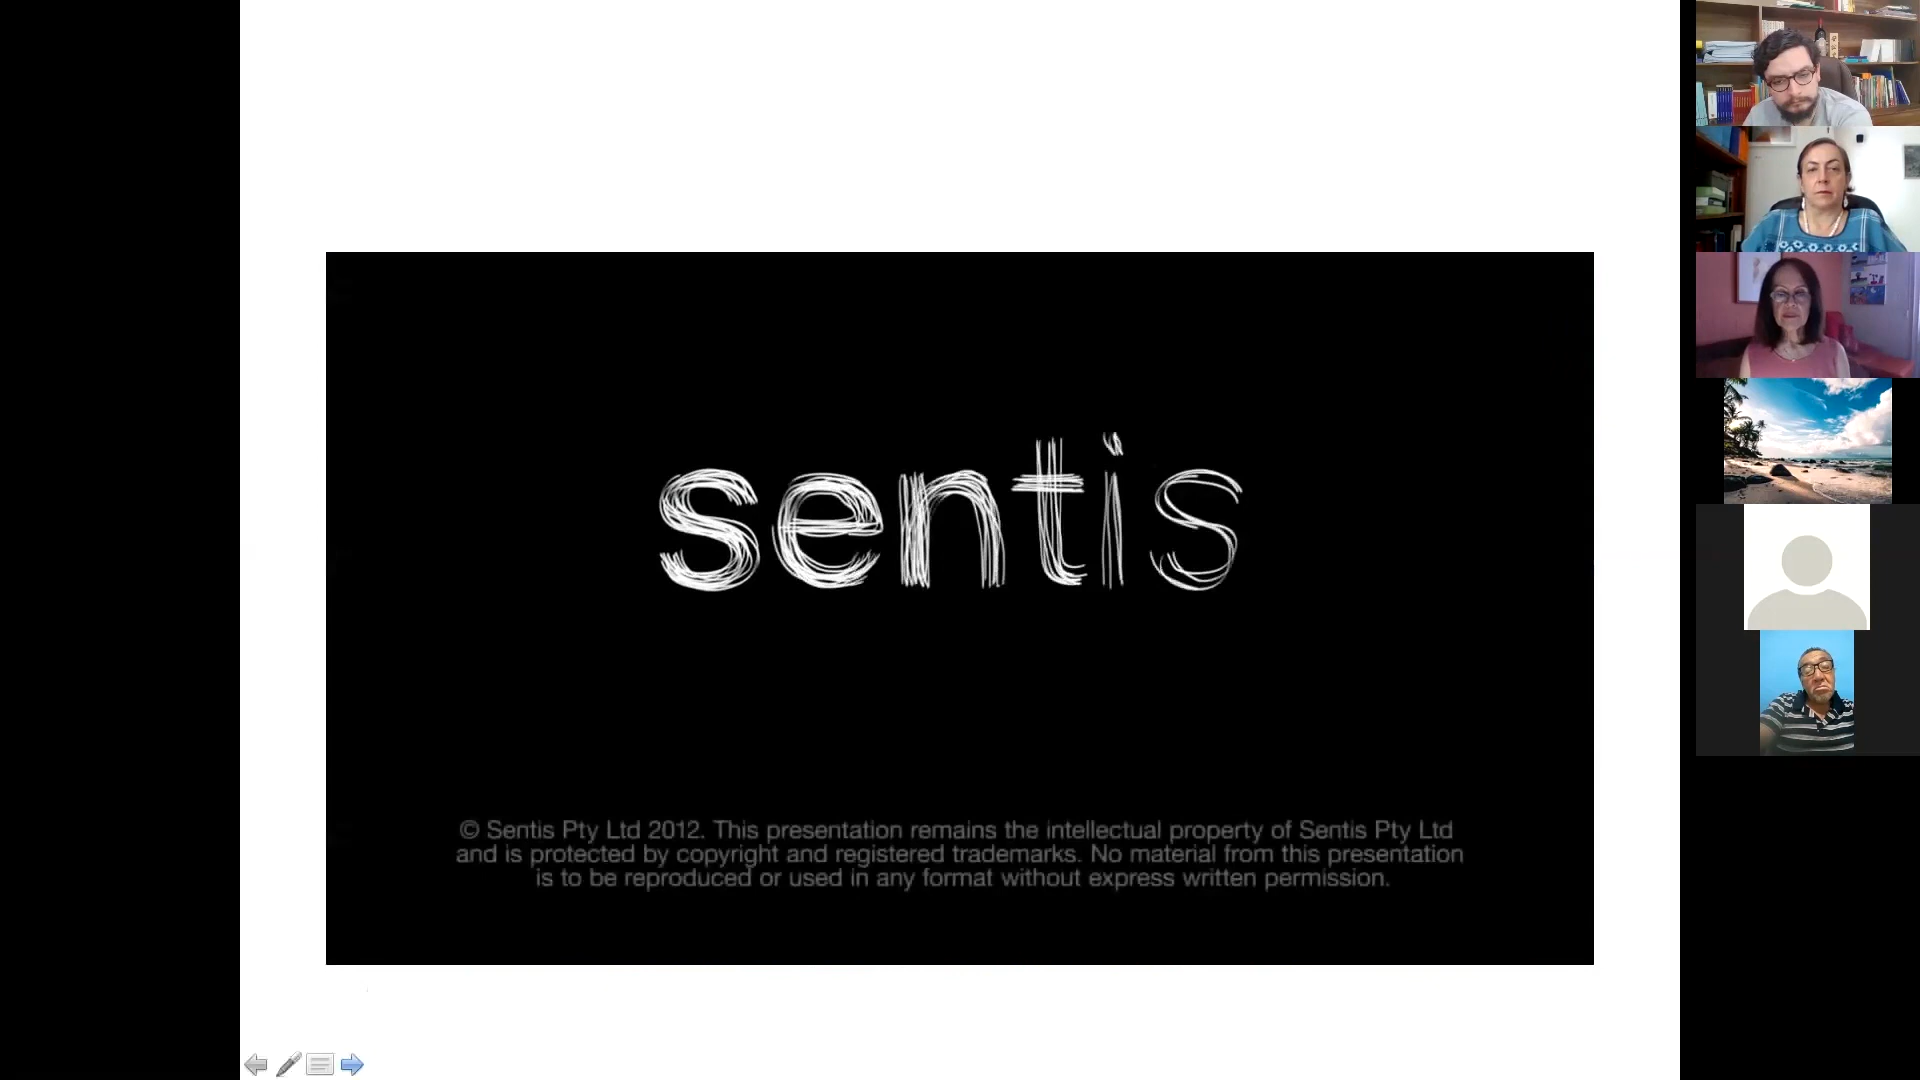 sentis
© Sentis Pty Ltd 2012. This presentation remains the intellectual property of Sentis Pty Ltd
and is protected by copyright and registered trademarks. No material from this presentation
is to be reproduced or used in any format without express written permission.